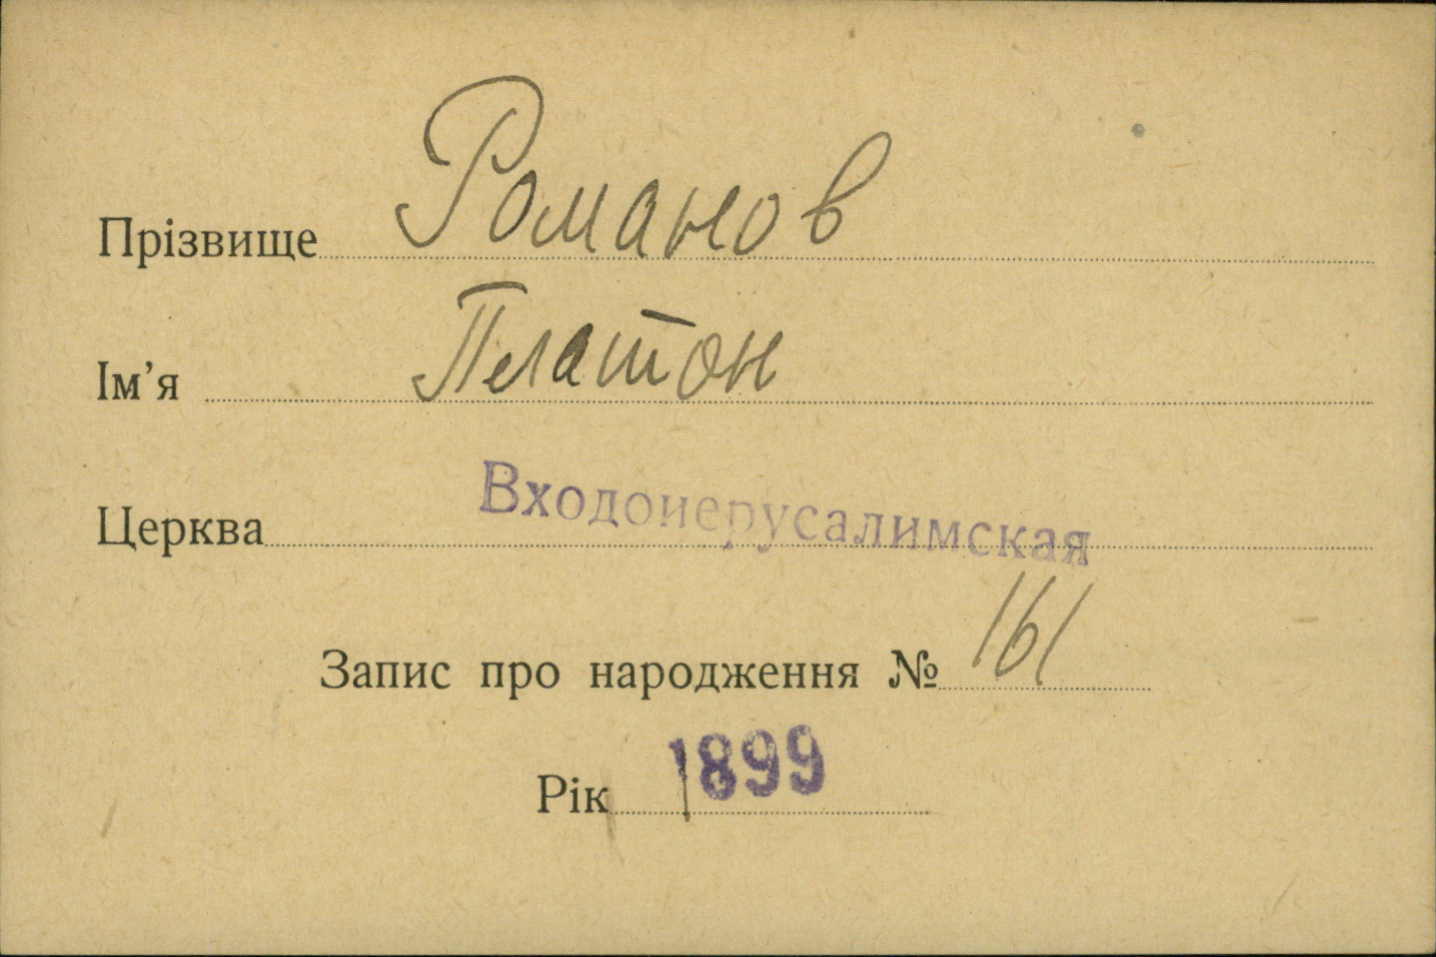 Прізвище Романов
Ім’я Платон
Церква Входоиерусалимская
Запис про народження № 161
Рік 1899